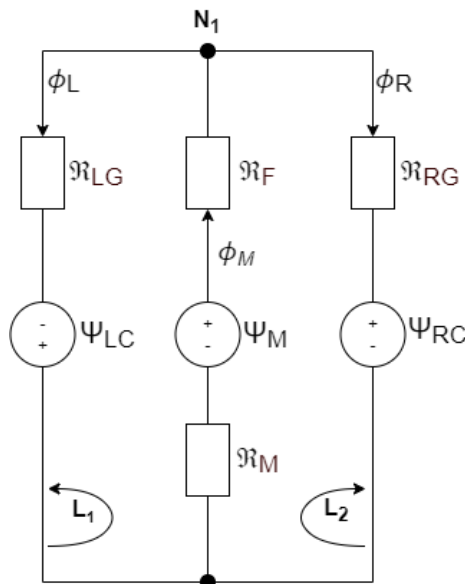 N₁
ϕL ϕR
ℜLG ℜF ℜRG
ϕM
- + +
+ ΨLC - ΨM - ΨRC
ℜM
L₁ L₂